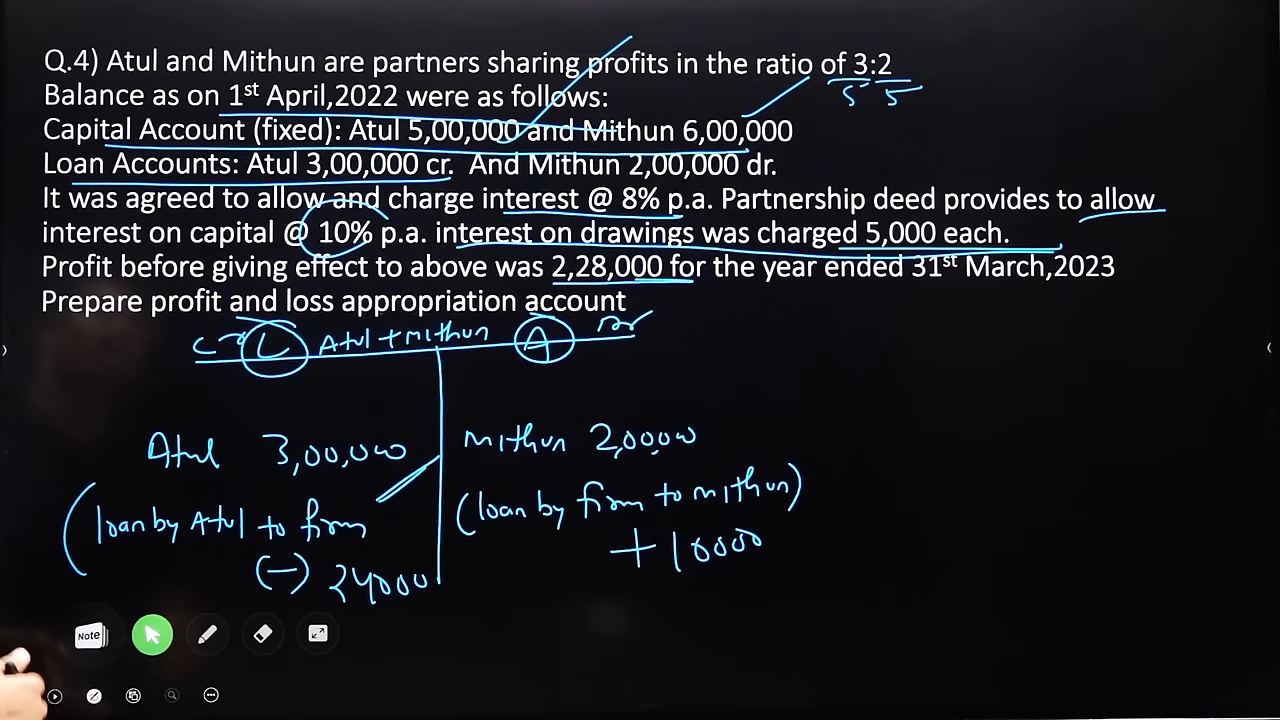 Q.4) Atul and Mithun are partners sharing profits in the ratio of 3:2
5 5
Balance as on 1st April,2022 were as follows:
Capital Account (fixed): Atul 5,00,000 and Mithun 6,00,000
Loan Accounts: Atul 3,00,000 cr.  And Mithun 2,00,000 dr.
It was agreed to allow and charge interest @ 8% p.a. Partnership deed provides to allow
interest on capital @ 10% p.a. interest on drawings was charged 5,000 each.
Profit before giving effect to above was 2,28,000 for the year ended 31st March,2023
Prepare profit and loss appropriation account
Cr L Atul + Mithun A Dr
Atul 3,00,000
Mithun 2,00,00
(loan by Atul to firm
(loan by firm to Mithun)
(-) 24000
+ 10000
Note